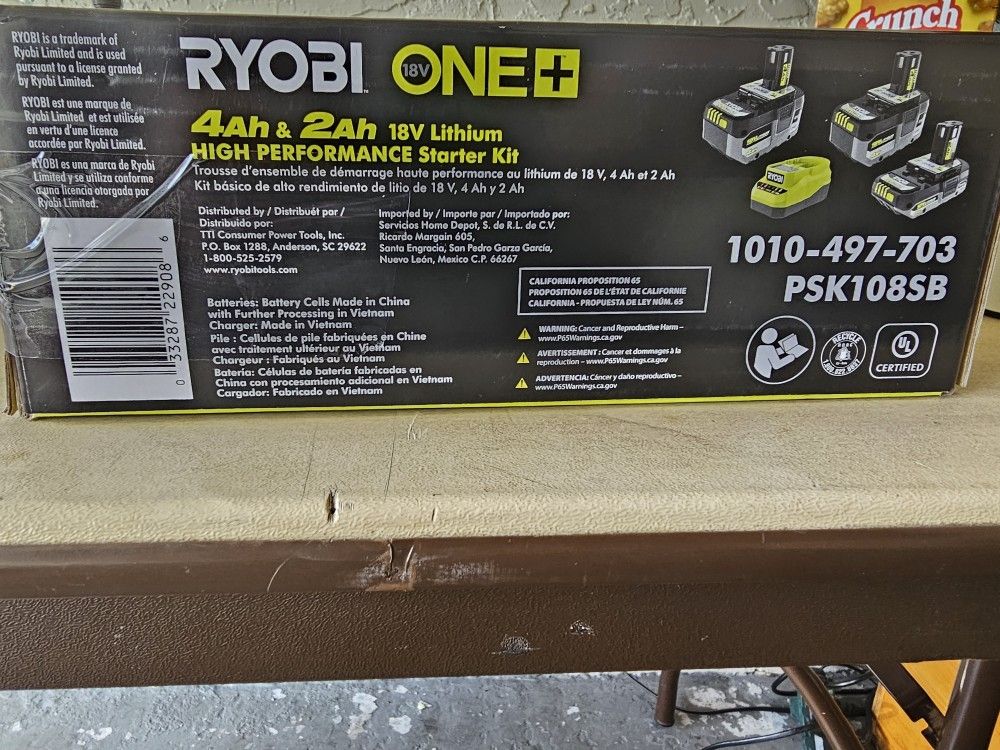 Crunch
RYOBI is a trademark of
Ryobi Limited and is used
pursuant to a license granted
by Ryobi Limited.
RYOBI est une marque de
Ryobi Limited et est utilisée
en vertu d'une licence
accordée par Ryobi Limited.
RYOBI es una marca de Ryobi
Limited y se utiliza conforme
a una licencia otorgada por
Ryobi Limited.
RYOBI 18V ONE+
4Ah & 2Ah 18V Lithium
HIGH PERFORMANCE Starter Kit
Trousse d'ensemble de démarrage haute performance au lithium de 18 V, 4 Ah et 2 Ah
Kit básico de alto rendimiento de litio de 18 V, 4 Ah y 2 Ah
Distributed by / Distribué par /
Distribuido por:
TTI Consumer Power Tools, Inc.
P.O. Box 1288, Anderson, SC 29622
1-800-525-2579
www.ryobitools.com
Imported by / Importe par / Importado por:
Servicios Home Depot, S. de R.L. de C.V.
Ricardo Margain 605,
Santa Engracia, San Pedro Garza García,
Nuevo León, Mexico C.P. 66267
Batteries: Battery Cells Made in China
with Further Processing in Vietnam
Charger: Made in Vietnam
Pile : Cellules de pile fabriquées en Chine
avec traitement ultérieur au Vietnam
Chargeur : Fabriqués au Vietnam
Batería: Células de batería fabricadas en
China con procesamiento adicional en Vietnam
Cargador: Fabricado en Vietnam
CALIFORNIA PROPOSITION 65
PROPOSITION 65 DE L'ÉTAT DE CALIFORNIE
CALIFORNIA - PROPUESTA DE LEY NÚM. 65
WARNING: Cancer and Reproductive Harm –
www.P65Warnings.ca.gov
AVERTISSEMENT : Cancer et dommages à la
reproduction – www.P65Warnings.ca.gov
ADVERTENCIA: Cáncer y daño reproductivo –
www.P65Warnings.ca.gov
1010-497-703
PSK108SB
RECYCLE
UL
CERTIFIED
0 33287 22908 6